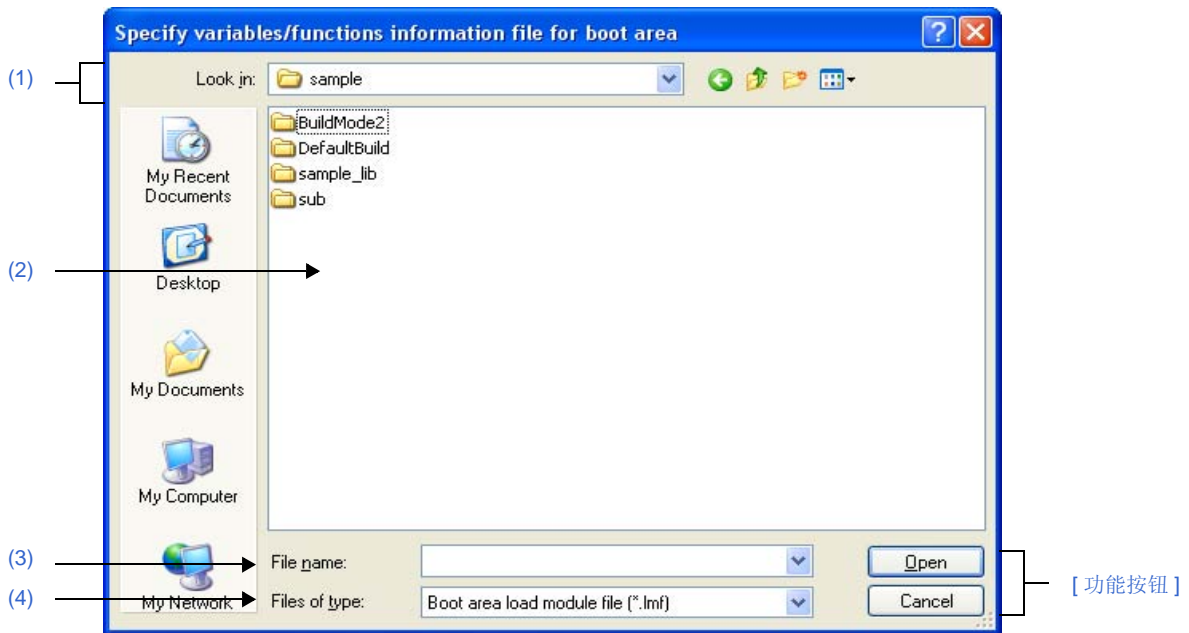 Specify variables/functions information file for boot area
(1)
Look in:
sample
BuildMode2
DefaultBuild
sample_lib
sub
My Recent
Documents
(2)
Desktop
My Documents
My Computer
(3)
File name:
Open
(4)
My Network
Files of type:
Boot area load module file (*.lmf)
Cancel
[ 功能按钮 ]